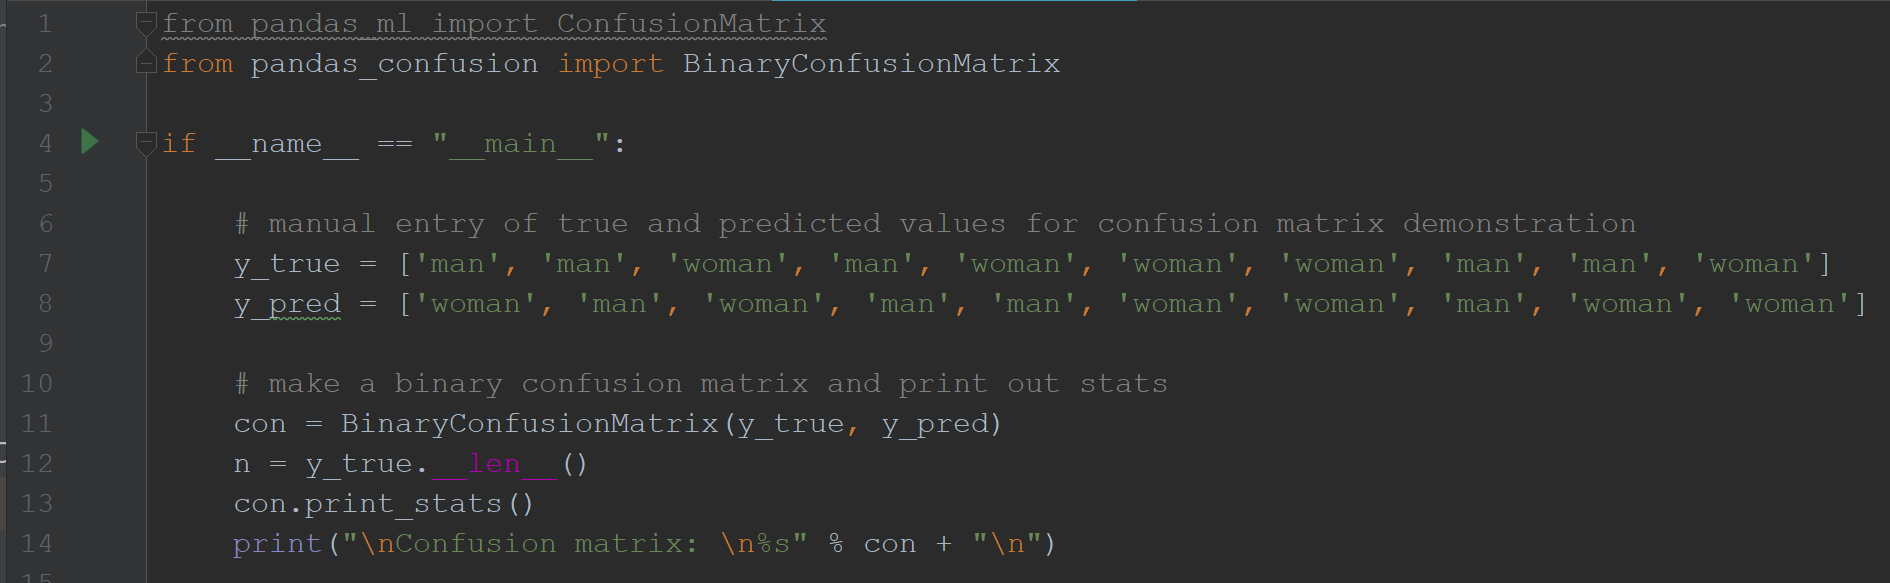 1 from pandas_ml import ConfusionMatrix
2 from pandas_confusion import BinaryConfusionMatrix
3
4 if __name__ == "__main__":
5
6 # manual entry of true and predicted values for confusion matrix demonstration
7 y_true = ['man', 'man', 'woman', 'man', 'woman', 'woman', 'woman', 'man', 'man', 'woman']
8 y_pred = ['woman', 'man', 'woman', 'man', 'man', 'woman', 'woman', 'man', 'woman', 'woman']
9
10 # make a binary confusion matrix and print out stats
11 con = BinaryConfusionMatrix(y_true, y_pred)
12 n = y_true.__len__()
13 con.print_stats()
14 print("\nConfusion matrix: \n%s" % con + "\n")
15